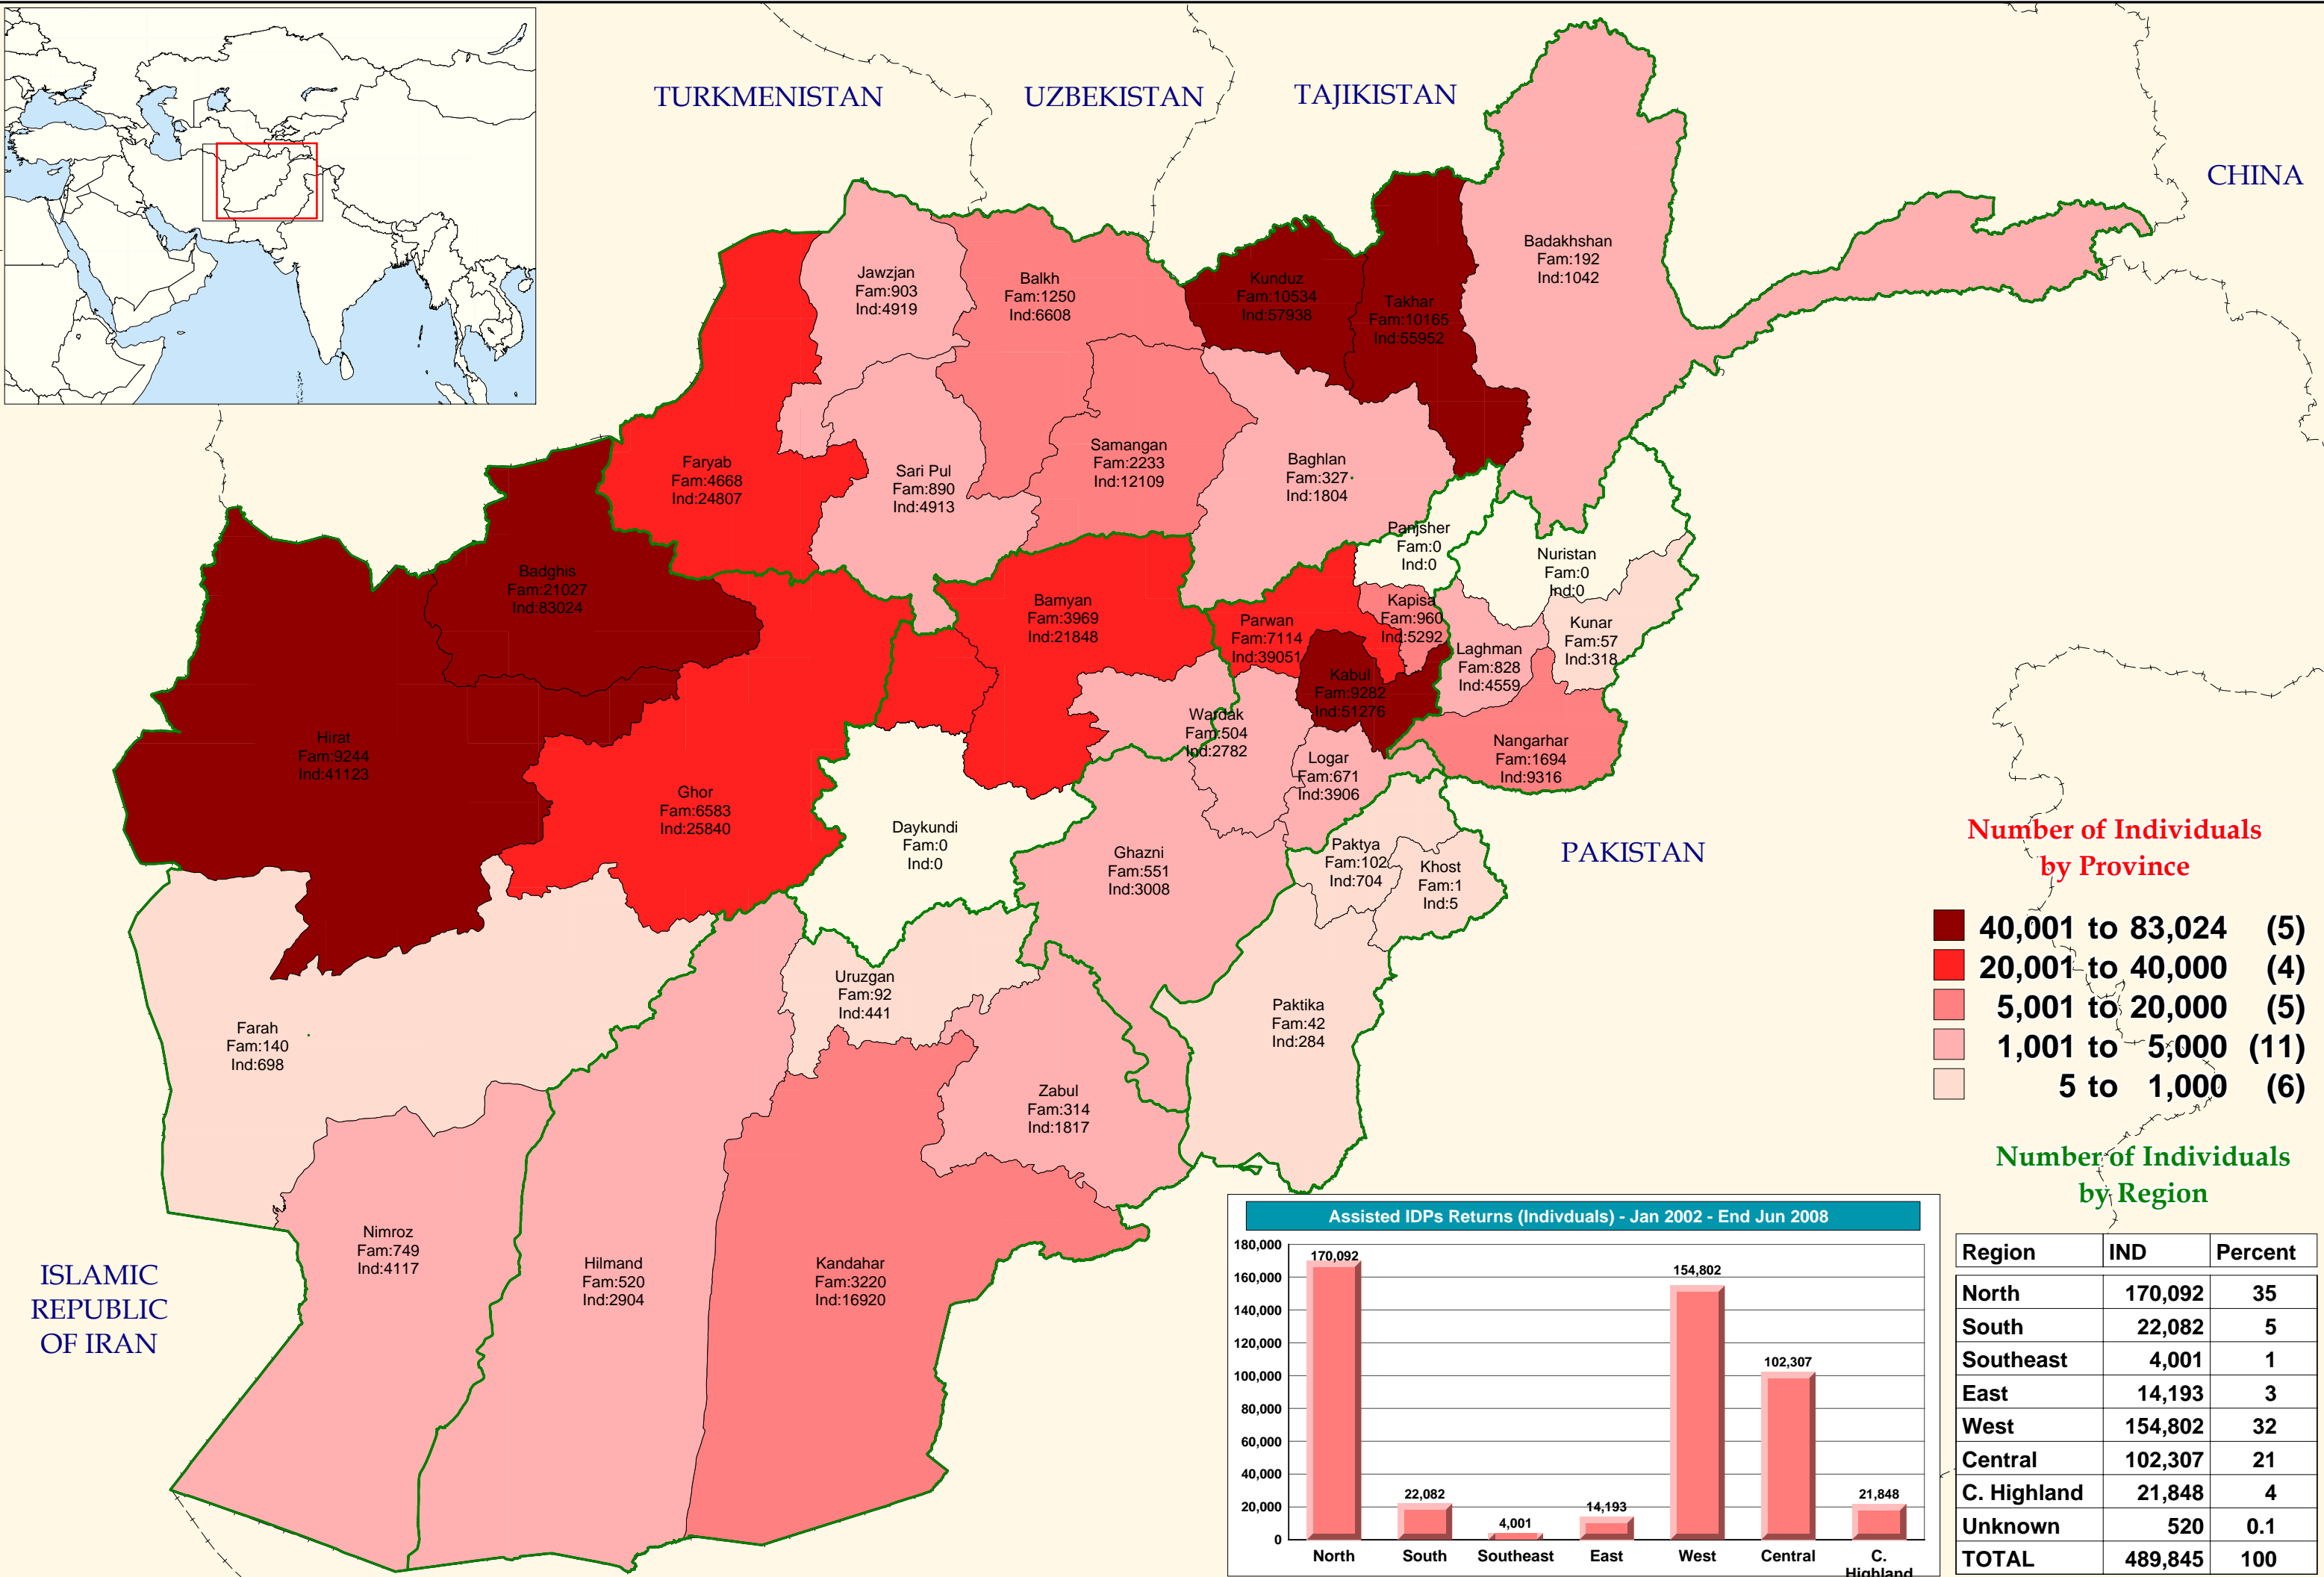 TURKMENISTAN
UZBEKISTAN
TAJIKISTAN
CHINA
Jawzjan
Fam:903
Ind:4919
Balkh
Fam:1250
Ind:6608
Kunduz
Fam:10534
Ind:57938
Takhar
Fam:10165
Ind:55952
Badakhshan
Fam:192
Ind:1042
Faryab
Fam:4668
Ind:24807
Sari Pul
Fam:890
Ind:4913
Samangan
Fam:2233
Ind:12109
Baghlan
Fam:327
Ind:1804
Panjsher
Fam:0
Ind:0
Nuristan
Fam:0
Ind:0
Badghis
Fam:21027
Ind:83024
Bamyan
Fam:3969
Ind:21848
Parwan
Fam:7114
Ind:39051
Kapisa
Fam:960
Ind:5292
Laghman
Fam:828
Ind:4559
Kunar
Fam:57
Ind:318
Kabul
Fam:9282
Ind:51276
Hirat
Fam:9244
Ind:41123
Wardak
Fam:504
Ind:2782
Logar
Fam:671
Ind:3906
Nangarhar
Fam:1694
Ind:9316
Ghor
Fam:6583
Ind:25840
Daykundi
Fam:0
Ind:0
Ghazni
Fam:551
Ind:3008
Paktya
Fam:102
Ind:704
Khost
Fam:1
Ind:5
PAKISTAN
Uruzgan
Fam:92
Ind:441
Farah
Fam:140
Ind:698
Paktika
Fam:42
Ind:284
Zabul
Fam:314
Ind:1817
Nimroz
Fam:749
Ind:4117
Hilmand
Fam:520
Ind:2904
Kandahar
Fam:3220
Ind:16920
ISLAMIC
REPUBLIC
OF IRAN
Number of Individuals
by Province
40,001 to 83,024 (5)
20,001 to 40,000 (4)
5,001 to 20,000 (5)
1,001 to 5,000 (11)
5 to 1,000 (6)
Number of Individuals
by Region
Region IND Percent
North 170,092 35
South 22,082 5
Southeast 4,001 1
East 14,193 3
West 154,802 32
Central 102,307 21
C. Highland 21,848 4
Unknown 520 0.1
TOTAL 489,845 100
Assisted IDPs Returns (Indivduals) - Jan 2002 - End Jun 2008
180,000
160,000
140,000
120,000
100,000
80,000
60,000
40,000
20,000
0
170,092
22,082
4,001
14,193
154,802
102,307
21,848
North
South
Southeast
East
West
Central
C.
Highland